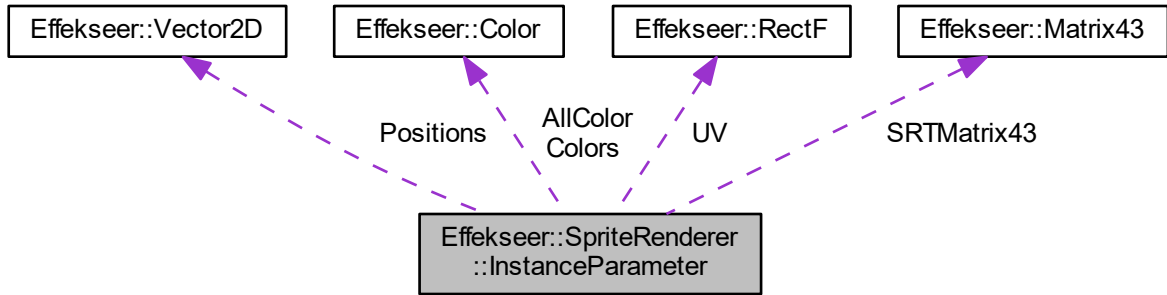 Effekseer::Vector2D
Effekseer::Color
Effekseer::RectF
Effekseer::Matrix43
Positions
AllColor
Colors
UV
SRTMatrix43
Effekseer::SpriteRenderer
::InstanceParameter